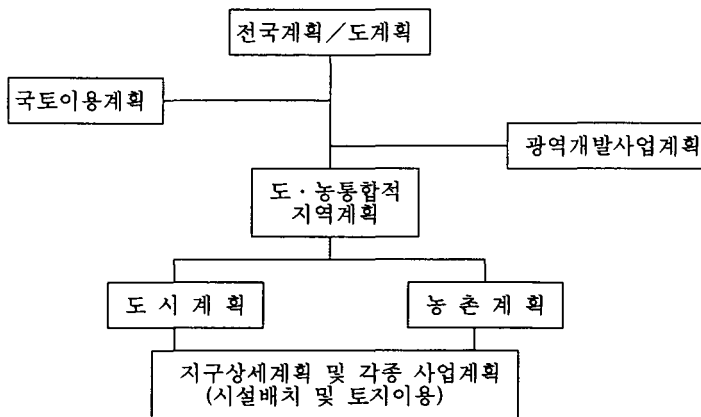 전국계획／도계획
국토이용계획
광역개발사업계획
도·농통합적
지역계획
도 시 계 획
농 촌 계 획
지구상세계획 및 각종 사업계획
(시설배치 및 토지이용)